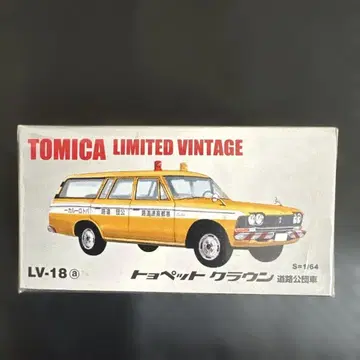 TOMICA LIMITED VINTAGE
S=1/64
LV-18 ⓐ トヨペット クラウン 道路公団車